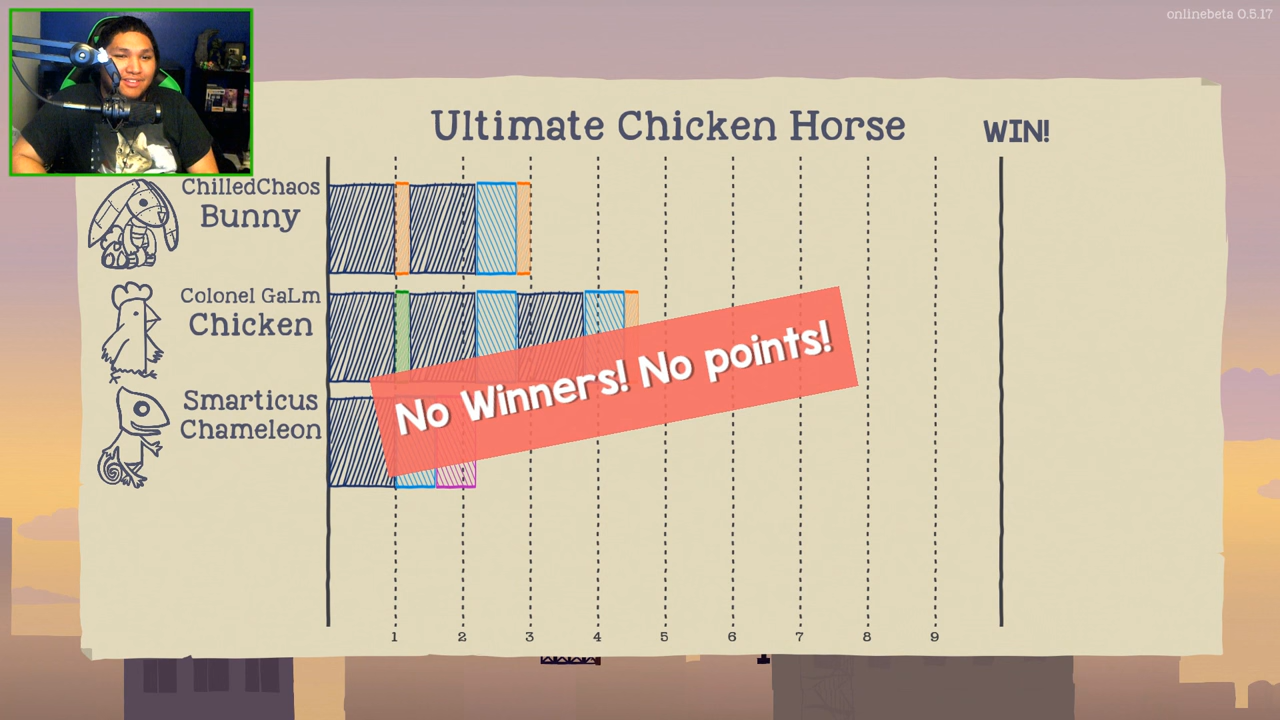 onlinebeta 0.5.17
Ultimate Chicken Horse
WIN!
ChilledChaos
Bunny
Colonel GaLm
Chicken
Smarticus
Chameleon
No Winners! No points!
1 2 3 4 5 6 7 8 9